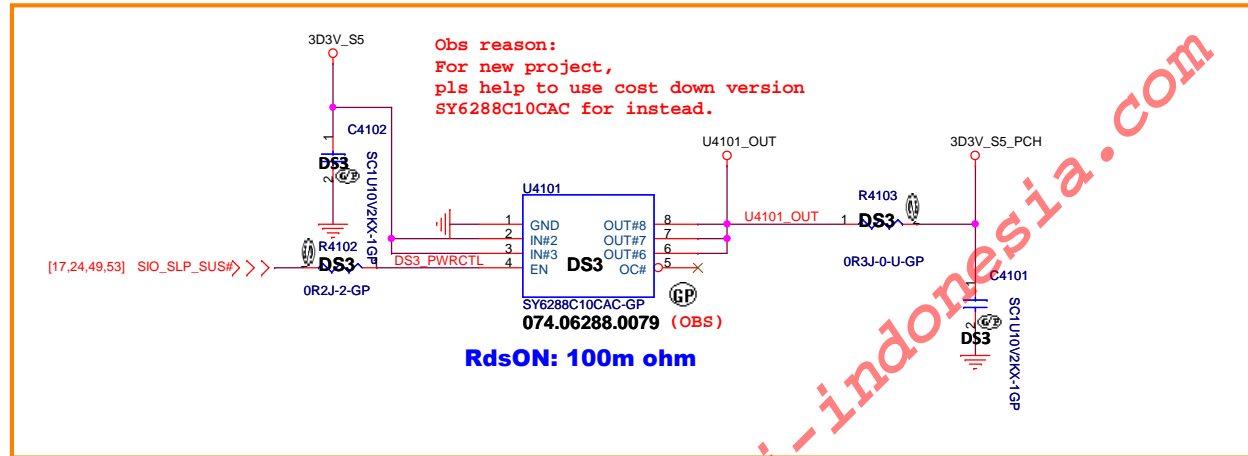 3D3V_S5
Obs reason:
For new project,
pls help to use cost down version
SY6288C10CAC for instead.
C4102
1
DS3
2
G/P
SC1U10V2KX-1GP
U4101_OUT
3D3V_S5_PCH
U4101
1 GND OUT#8 8
2 IN#2 OUT#7 7
3 IN#3 OUT#6 6
4 EN OC# 5
DS3
U4101_OUT
R4103
1 DS3
0R3J-0-U-GP
[17,24,49,53] SIO_SLP_SUS#
R4102
DS3
1
0R2J-2-GP
DS3_PWRCTL
SY6288C10CAC-GP
GP
074.06288.0079 (OBS)
RdsON: 100m ohm
C4101
1
2
G/P
DS3
SC1U10V2KX-1GP
i-indonesia.com